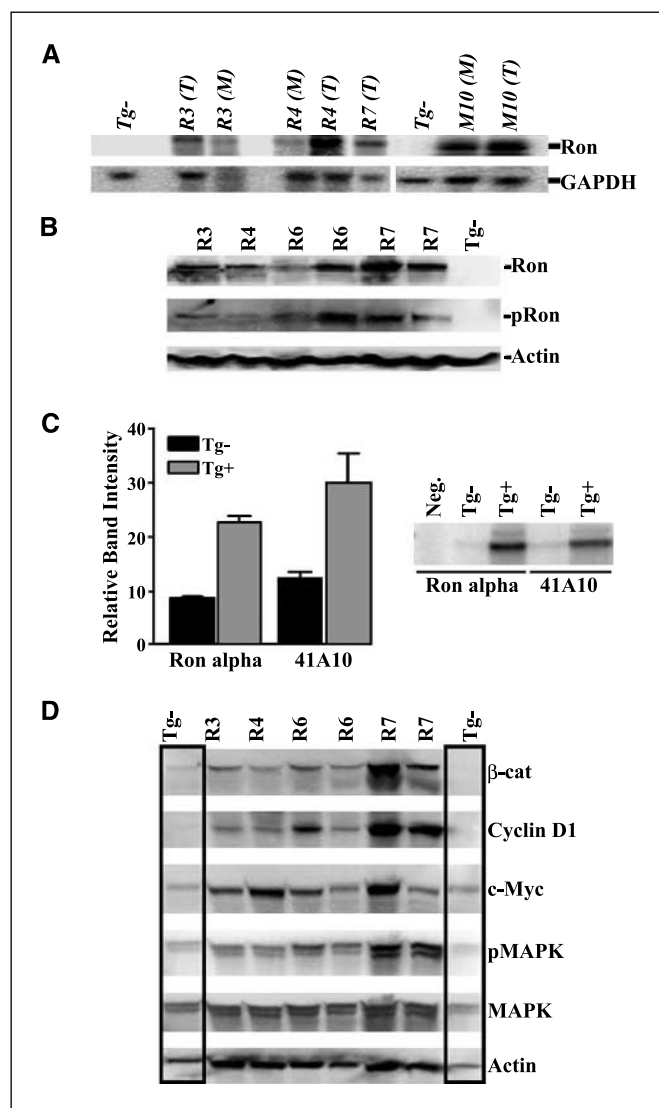 A
Tg- R3 (T) R3 (M) R4 (M) R4 (T) R7 (T) Tg- M10 (M) M10 (T)
Ron
GAPDH
B
R3 R4 R6 R6 R7 R7 Tg-
-Ron
-pRon
-Actin
C
Relative Band Intensity
40
30
20
10
0
Tg-
Tg+
Ron alpha 41A10
Neg. Tg- Tg+ Tg- Tg+
Ron alpha 41A10
D
Tg- R3 R4 R6 R6 R7 R7 Tg-
β-cat
Cyclin D1
c-Myc
pMAPK
MAPK
Actin